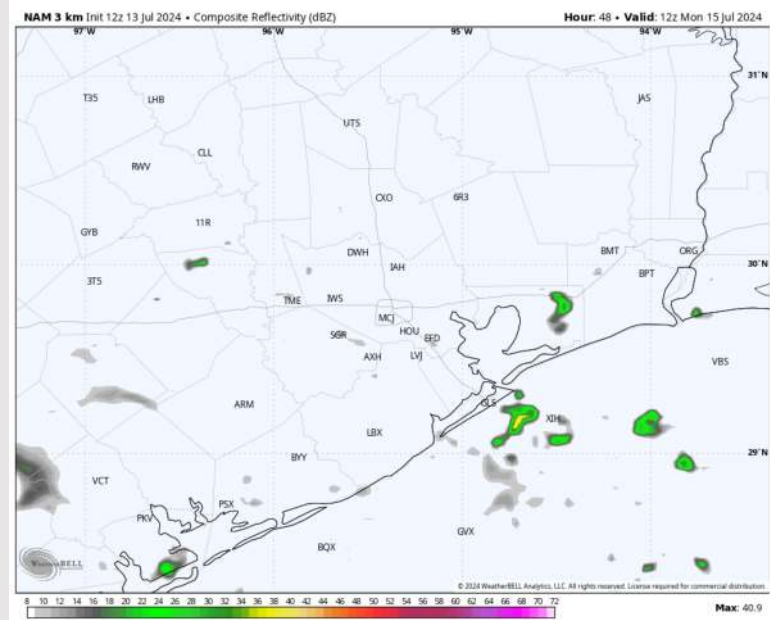 NAM 3 km Init 12z 13 Jul 2024 • Composite Reflectivity (dBZ) Hour: 48 • Valid: 12z Mon 15 Jul 2024
97°W 96°W 95°W 94°W
31°N
T35 LHB JAS
UTS
CLL
RWV
CXO 6R3
11R
GYB
DWH BMT ORG
30°N
IAH BPT
3T5
TME IWS
MCJ
SGR HOU EFD
AXH LVJ VBS
ARM GLS
XIH
LBX
29°N
BYY
VCT
PSX
PKV
GVX
BQX
WeatherBELL
© 2024 WeatherBELL Analytics, LLC. All rights reserved. License required for commercial distribution.
8 10 12 14 16 18 20 22 24 26 28 30 32 34 36 38 40 42 44 46 48 50 52 54 56 58 60 62 64 66 68 70 72 Max: 40.9